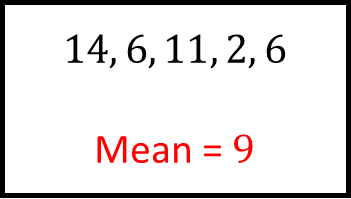 14, 6, 11, 2, 6
Mean = 9